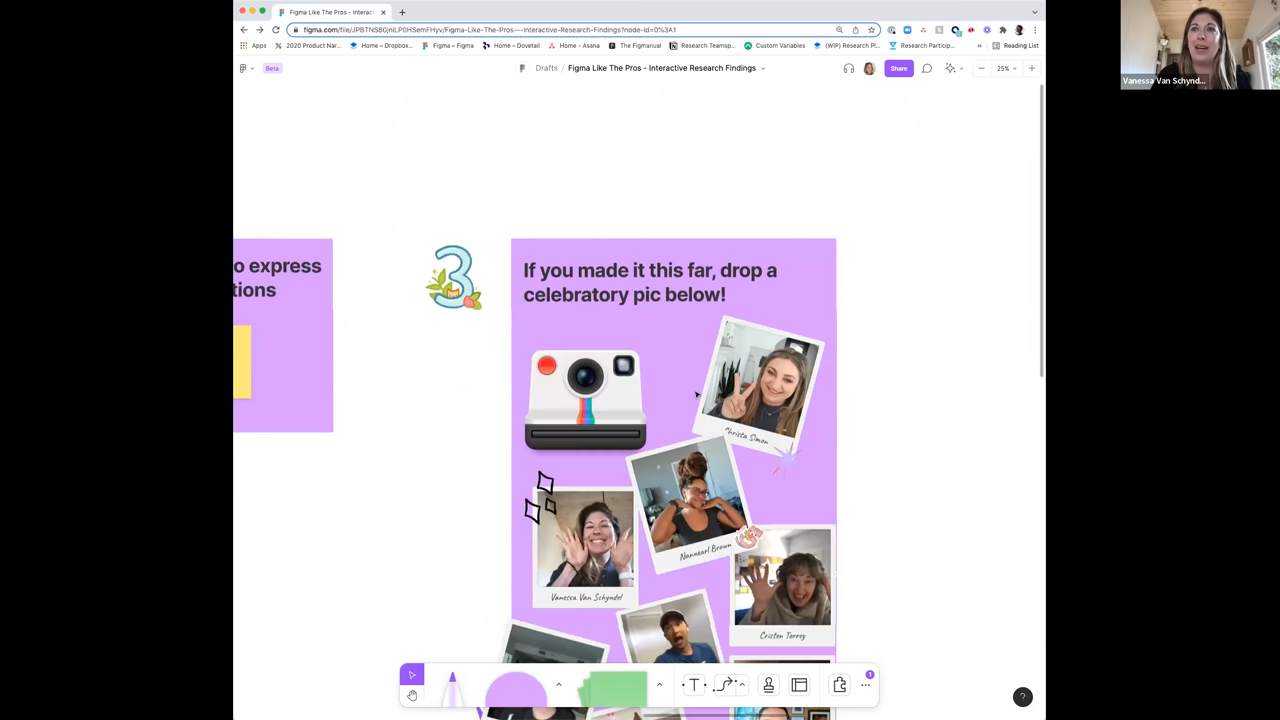 Figma Like The Pros - Interac
figma.com/file/JPBTNS80jnlLP0HSemFHyv/Figma-Like-The-Pros---Interactive-Research-Findings?node-id=0%3A1
Apps
2020 Product Nar...
Home – Dropbox...
Figma – Figma
Home – Dovetail
Home – Asana
The Figmanual
Research Teamsp...
Custom Variables
(WIP) Research Pl...
Research Particip...
»
Reading List
Vanessa Van Schynd...
Beta
Drafts / Figma Like The Pros - Interactive Research Findings
Share
25%
o express
tions
3
If you made it this far, drop a
celebratory pic below!
Christa Simon
Nannearl Brown
Vanessa Van Schyndel
Cristen Torrey
T
1
?